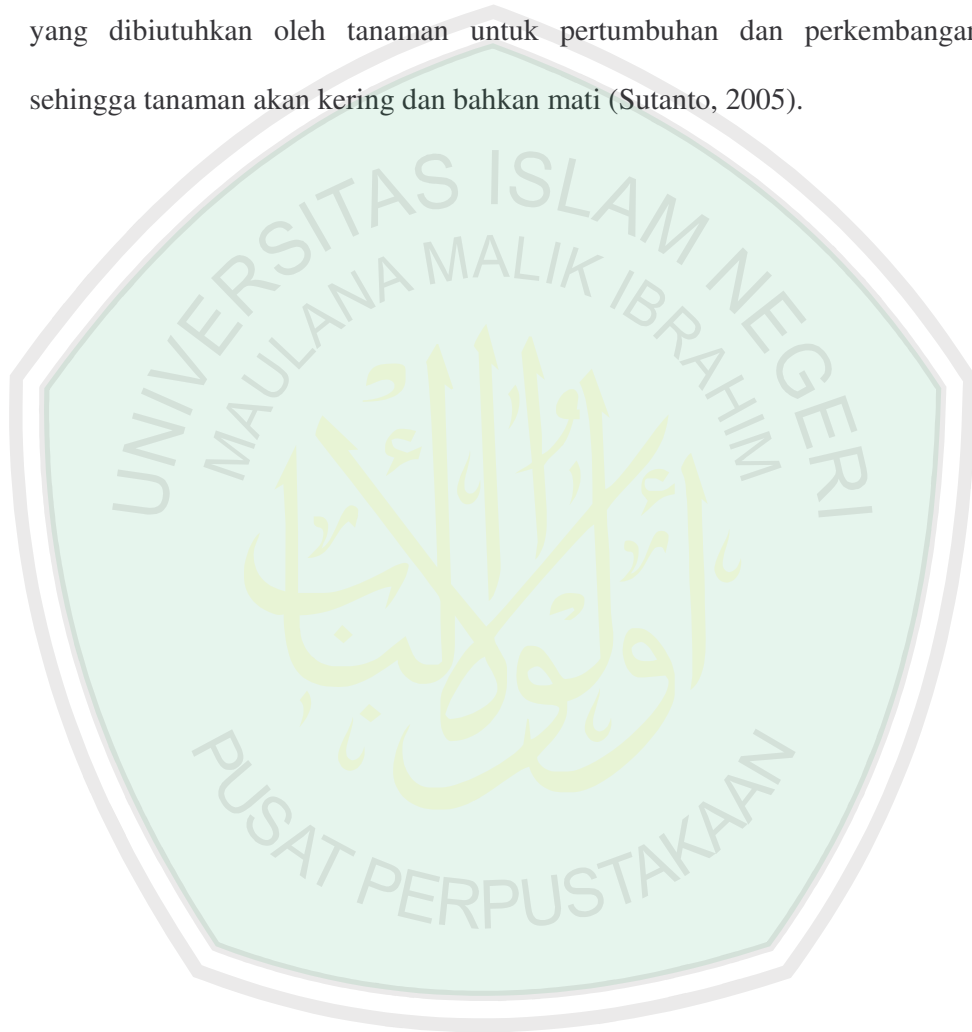 yang dibiutuhkan oleh tanaman untuk pertumbuhan dan perkembangan
sehingga tanaman akan kering dan bahkan mati (Sutanto, 2005).
UNIVERSITAS ISLAM NEGERI
MAULANA MALIK IBRAHIM
PUSAT PERPUSTAKAAN